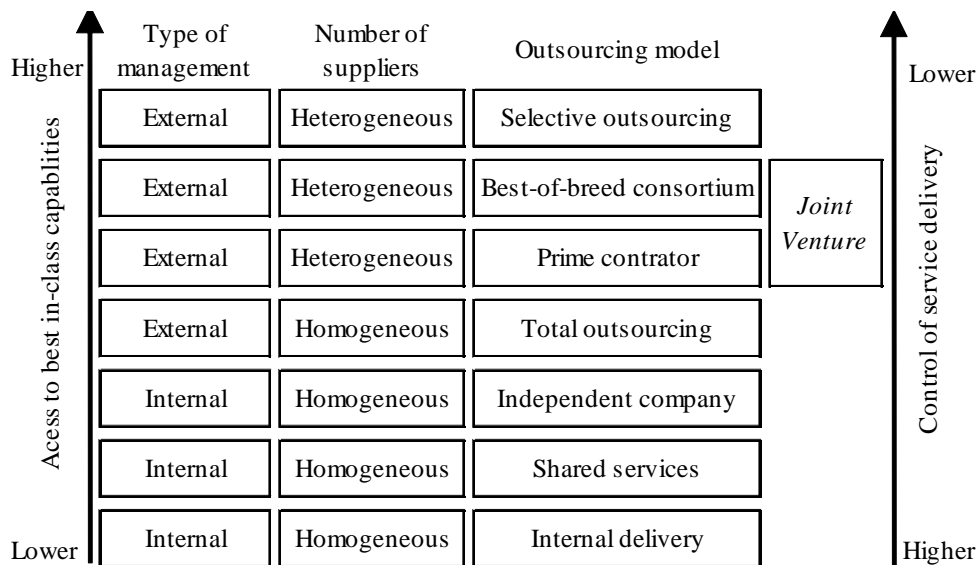 Type of management
Number of suppliers
Outsourcing model
Higher
Lower
External
Heterogeneous
Selective outsourcing
External
Heterogeneous
Best-of-breed consortium
Joint
Venture
External
Heterogeneous
Prime contrator
External
Homogeneous
Total outsourcing
Internal
Homogeneous
Independent company
Internal
Homogeneous
Shared services
Internal
Homogeneous
Internal delivery
Lower
Higher
Acess to best in-class capablities
Control of service delivery